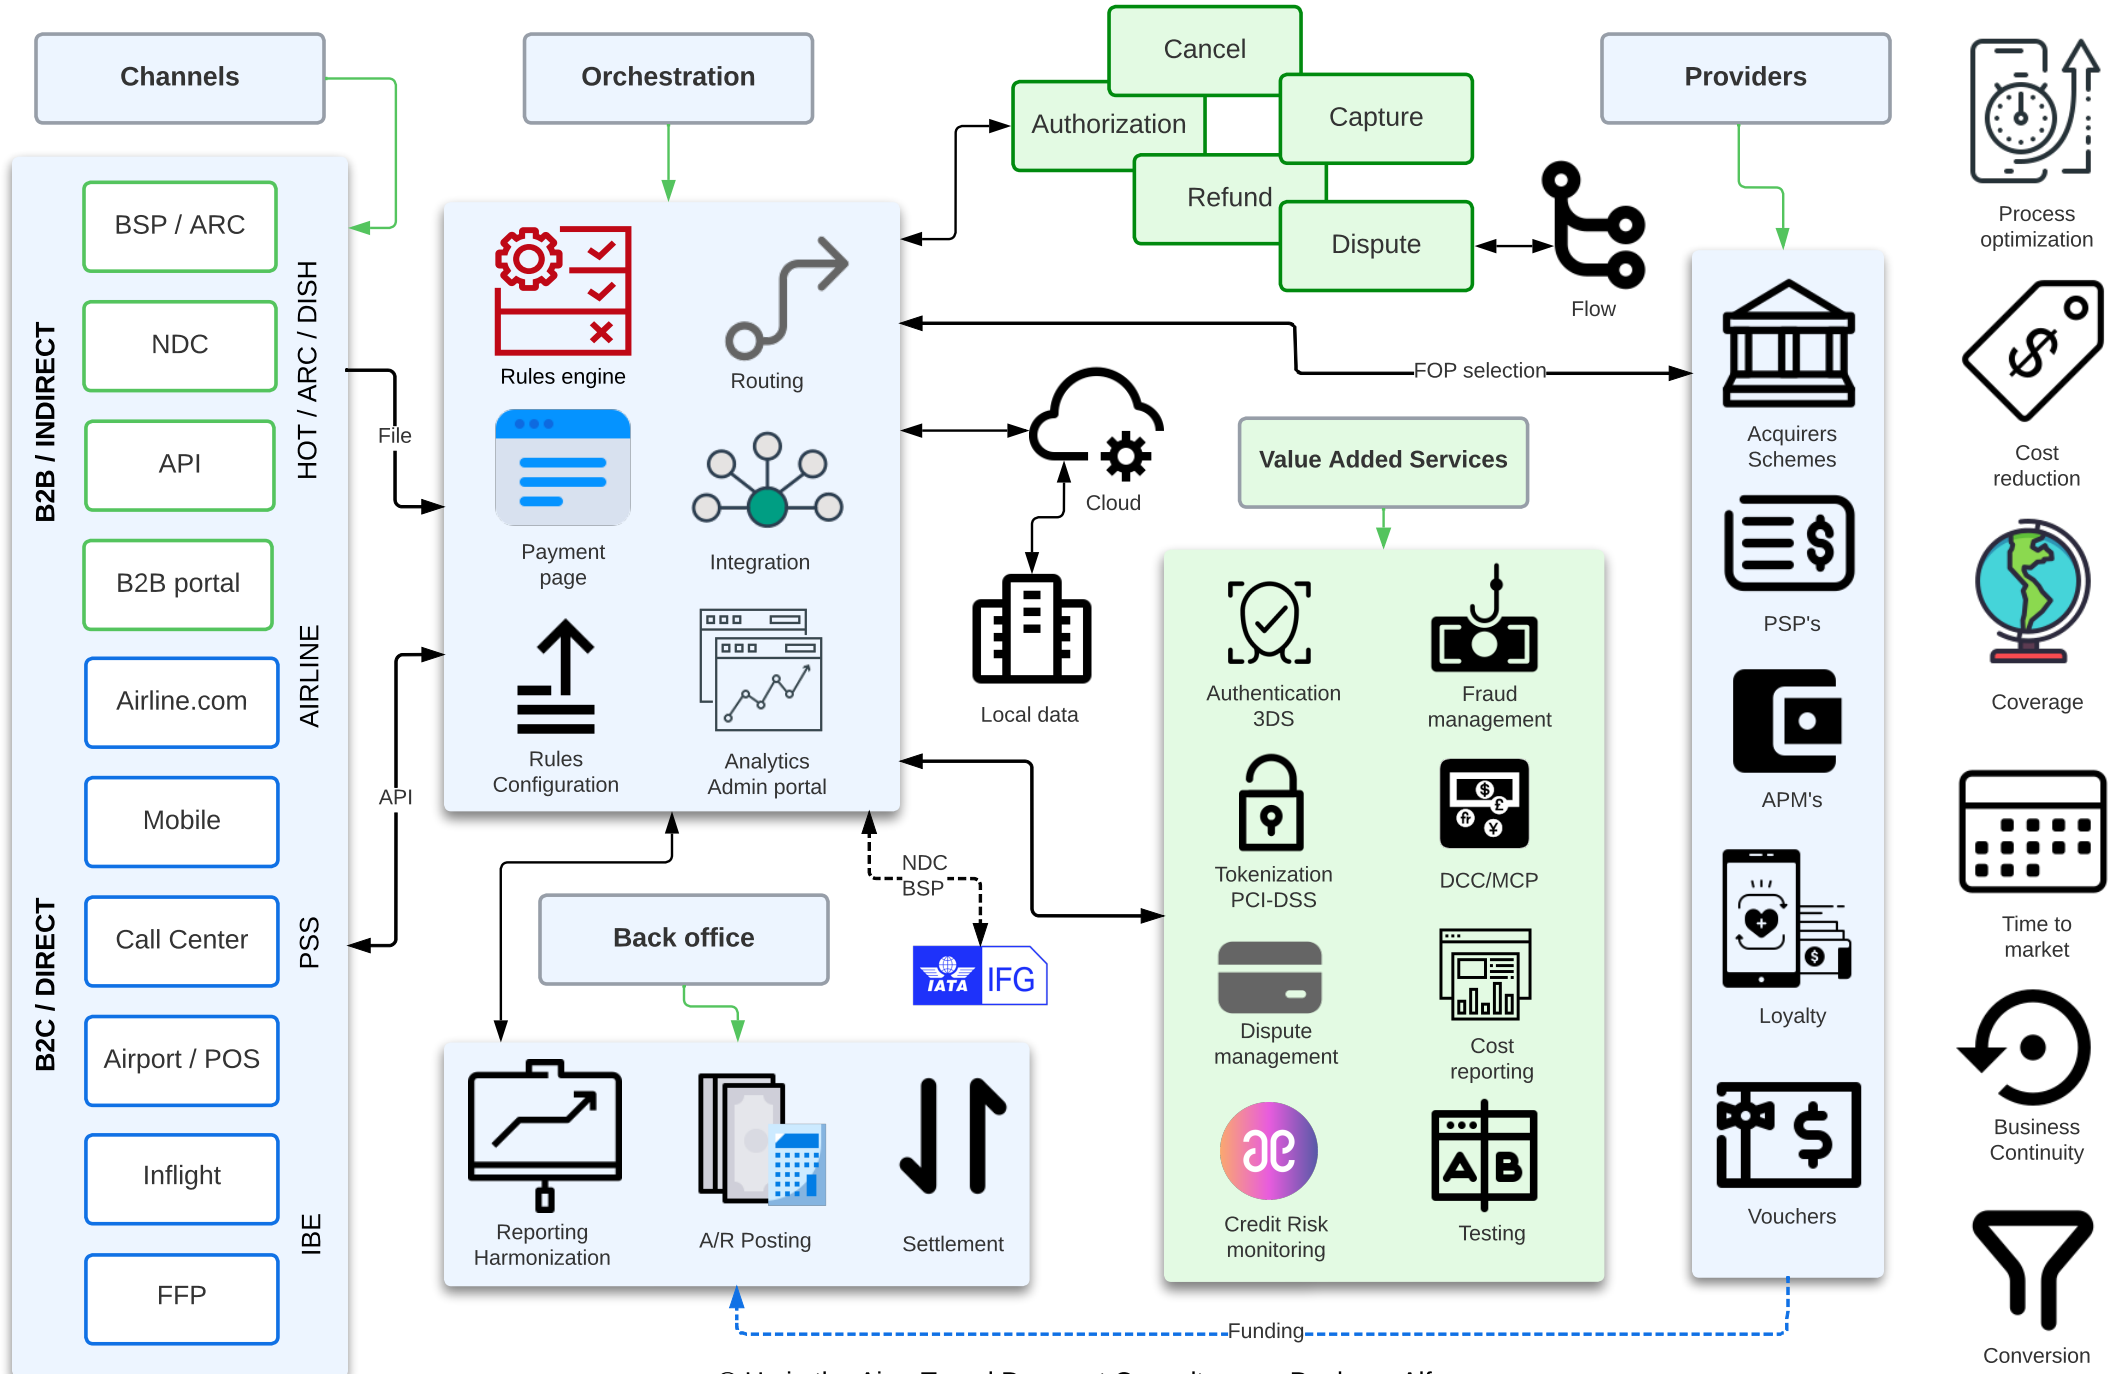 Channels
BSP / ARC
NDC
API
B2B portal
Airline.com
Mobile
Call Center
Airport / POS
Inflight
FFP
B2B / INDIRECT
B2C / DIRECT
HOT / ARC / DISH
AIRLINE
PSS
IBE
File
API
Orchestration
Rules engine
Routing
Payment
page
Integration
Rules
Configuration
Analytics
Admin portal
Cancel
Authorization
Capture
Refund
Dispute
Flow
FOP selection
Cloud
Local data
NDC
BSP
IATA
IFG
Back office
Reporting
Harmonization
A/R Posting
Settlement
Funding
Value Added Services
Authentication
3DS
Fraud
management
Tokenization
PCI-DSS
DCC/MCP
Dispute
management
Cost
reporting
A B
Credit Risk
monitoring
Testing
Providers
Acquirers
Schemes
PSP's
APM's
Loyalty
Vouchers
Process
optimization
Cost
reduction
Coverage
Time to
market
Business
Continuity
Conversion